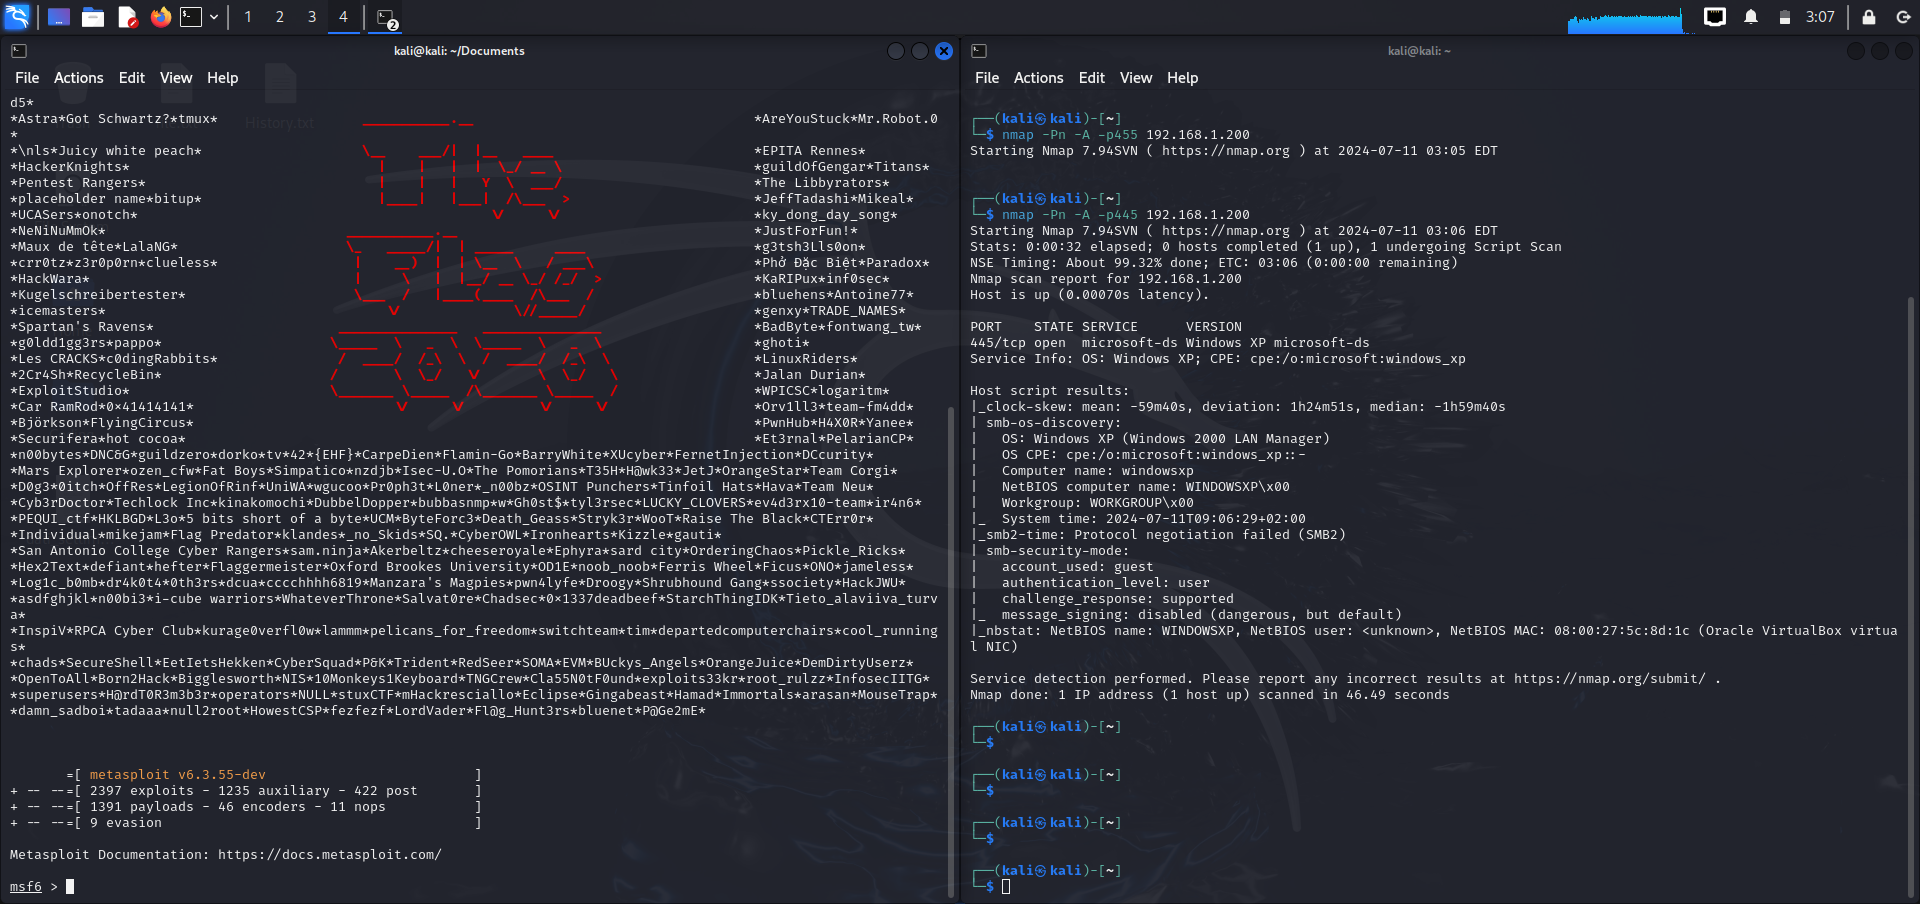 1 2 3 4 2 3:07
kali@kali: ~/Documents
File Actions Edit View Help
History.txt
d5*
*Astra*Got Schwartz?*tmux* *AreYouStuck*Mr.Robot.0
*
*\nls*Juicy white peach* *EPITA Rennes*
*HackerKnights* *guildOfGengar*Titans*
*Pentest Rangers* *The Libbyrators*
*placeholder name*bitup* *JeffTadashi*Mikeal*
*UCASers*onotch* *ky_dong_day_song*
*NeNiNuMmOk* *JustForFun!*
*Maux de tête*LalaNG* *g3tsh3Lls0on*
*crr0tz*z3r0p0rn*clueless* *Phở Đặc Biệt*Paradox*
*HackWara* *KaRIPux*inf0sec*
*Kugelschreibertester* *bluehens*Antoine77*
*icemasters* *genxy*TRADE_NAMES*
*Spartan's Ravens* *BadByte*fontwang_tw*
*g0ldd1gg3rs*pappo* *ghoti*
*Les CRACKS*c0dingRabbits* *LinuxRiders*
*2Cr4Sh*RecycleBin* *Jalan Durian*
*ExploitStudio* *WPICSC*logaritm*
*Car RamRod*0×41414141* *Orv1ll3*team-fm4dd*
*Björkson*FlyingCircus* *PwnHub*H4X0R*Yanee*
*Securifera*hot cocoa* *Et3rnal*PelarianCP*
*n00bytes*DNC&G*guildzero*dorko*tv*42*{EHF}*CarpeDien*Flamin-Go*BarryWhite*XUcyber*FernetInjection*DCcurity*
*Mars Explorer*ozen_cfw*Fat Boys*Simpatico*nzdjb*Isec-U.O*The Pomorians*T35H*H@wk33*JetJ*OrangeStar*Team Corgi*
*D0g3*0itch*OffRes*LegionOfRinf*UniWA*wgucoo*Pr0ph3t*L0ner*_n00bz*OSINT Punchers*Tinfoil Hats*Hava*Team Neu*
*Cyb3rDoctor*Techlock Inc*kinakomochi*DubbelDopper*bubbasnmp*w*Gh0st$*tyl3rsec*LUCKY_CLOVERS*ev4d3rx10-team*ir4n6*
*PEQUI_ctf*HKLBGD*L3o*5 bits short of a byte*UCM*ByteForc3*Death_Geass*Stryk3r*WooT*Raise The Black*CTErr0r*
*Individual*mikejam*Flag Predator*klandes*_no_Skids*SQ.*CyberOWL*Ironhearts*Kizzle*gauti*
*San Antonio College Cyber Rangers*sam.ninja*Akerbeltz*cheeseroyale*Ephyra*sard city*OrderingChaos*Pickle_Ricks*
*Hex2Text*defiant*hefter*Flaggermeister*Oxford Brookes University*OD1E*noob_noob*Ferris Wheel*Ficus*ONO*jameless*
*Log1c_b0mb*dr4k0t4*0th3rs*dcua*cccchhhh6819*Manzara's Magpies*pwn4lyfe*Droogy*Shrubhound Gang*ssociety*HackJWU*
*asdfghjkl*n00bi3*i-cube warriors*WhateverThrone*Salvat0re*Chadsec*0×1337deadbeef*StarchThingIDK*Tieto_alaviiva_turv
a*
*InspiV*RPCA Cyber Club*kurage0verfl0w*lammm*pelicans_for_freedom*switchteam*tim*departedcomputerchairs*cool_running
s*
*chads*SecureShell*EetIetsHekken*CyberSquad*P&K*Trident*RedSeer*SOMA*EVM*BUckys_Angels*OrangeJuice*DemDirtyUserz*
*OpenToAll*Born2Hack*Bigglesworth*NIS*10Monkeys1Keyboard*TNGCrew*Cla55N0tF0und*exploits33kr*root_rulzz*InfosecIITG*
*superusers*H@rdT0R3m3b3r*operators*NULL*stuxCTF*mHackresciallo*Eclipse*Gingabeast*Hamad*Immortals*arasan*MouseTrap*
*damn_sadboi*tadaaa*null2root*HowestCSP*fezfezf*LordVader*Fl@g_Hunt3rs*bluenet*P@Ge2mE*
The
Flag
2020
=[ metasploit v6.3.55-dev ]
+ -- --=[ 2397 exploits - 1235 auxiliary - 422 post ]
+ -- --=[ 1391 payloads - 46 encoders - 11 nops ]
+ -- --=[ 9 evasion ]
Metasploit Documentation: https://docs.metasploit.com/
msf6 >
kali@kali: ~
File Actions Edit View Help
┌──(kali㉿kali)-[~]
└─$ nmap -Pn -A -p455 192.168.1.200
Starting Nmap 7.94SVN ( https://nmap.org ) at 2024-07-11 03:05 EDT
┌──(kali㉿kali)-[~]
└─$ nmap -Pn -A -p445 192.168.1.200
Starting Nmap 7.94SVN ( https://nmap.org ) at 2024-07-11 03:06 EDT
Stats: 0:00:32 elapsed; 0 hosts completed (1 up), 1 undergoing Script Scan
NSE Timing: About 99.32% done; ETC: 03:06 (0:00:00 remaining)
Nmap scan report for 192.168.1.200
Host is up (0.00070s latency).
PORT STATE SERVICE VERSION
445/tcp open microsoft-ds Windows XP microsoft-ds
Service Info: OS: Windows XP; CPE: cpe:/o:microsoft:windows_xp
Host script results:
|_clock-skew: mean: -59m40s, deviation: 1h24m51s, median: -1h59m40s
| smb-os-discovery:
| OS: Windows XP (Windows 2000 LAN Manager)
| OS CPE: cpe:/o:microsoft:windows_xp::-
| Computer name: windowsxp
| NetBIOS computer name: WINDOWSXP\x00
| Workgroup: WORKGROUP\x00
|_ System time: 2024-07-11T09:06:29+02:00
|_smb2-time: Protocol negotiation failed (SMB2)
| smb-security-mode:
| account_used: guest
| authentication_level: user
| challenge_response: supported
|_ message_signing: disabled (dangerous, but default)
|_nbstat: NetBIOS name: WINDOWSXP, NetBIOS user: <unknown>, NetBIOS MAC: 08:00:27:5c:8d:1c (Oracle VirtualBox virtua
l NIC)
Service detection performed. Please report any incorrect results at https://nmap.org/submit/ .
Nmap done: 1 IP address (1 host up) scanned in 46.49 seconds
┌──(kali㉿kali)-[~]
└─$
┌──(kali㉿kali)-[~]
└─$
┌──(kali㉿kali)-[~]
└─$
┌──(kali㉿kali)-[~]
└─$